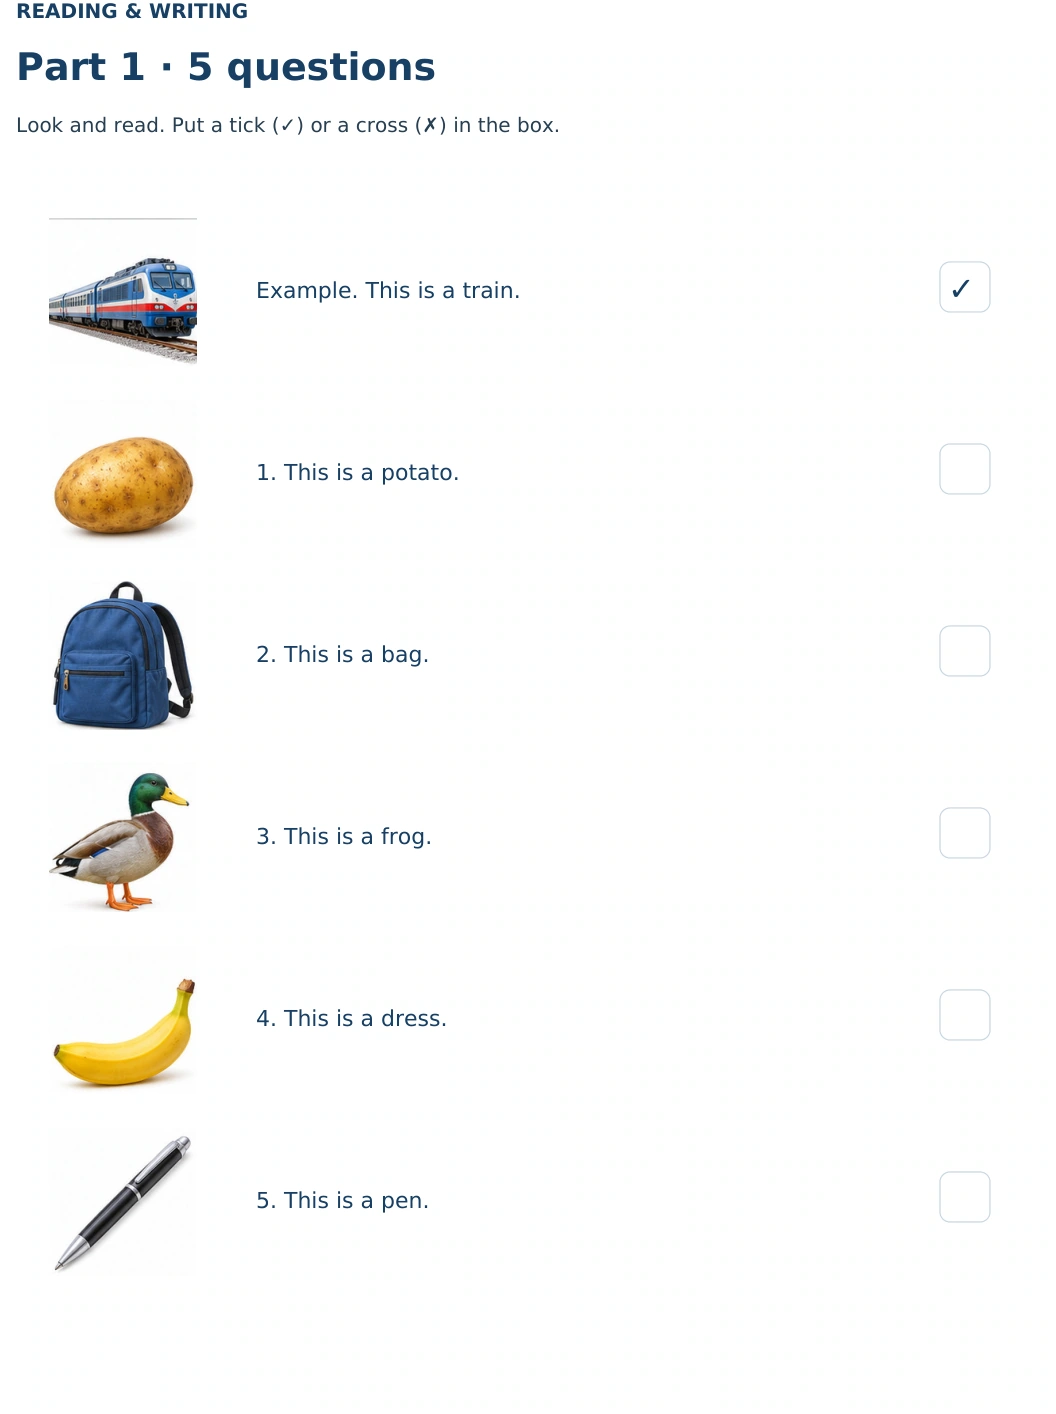 READING & WRITING
Part 1 · 5 questions
Look and read. Put a tick (✓) or a cross (✗) in the box.
Example. This is a train.
✓
1. This is a potato.
2. This is a bag.
3. This is a frog.
4. This is a dress.
5. This is a pen.